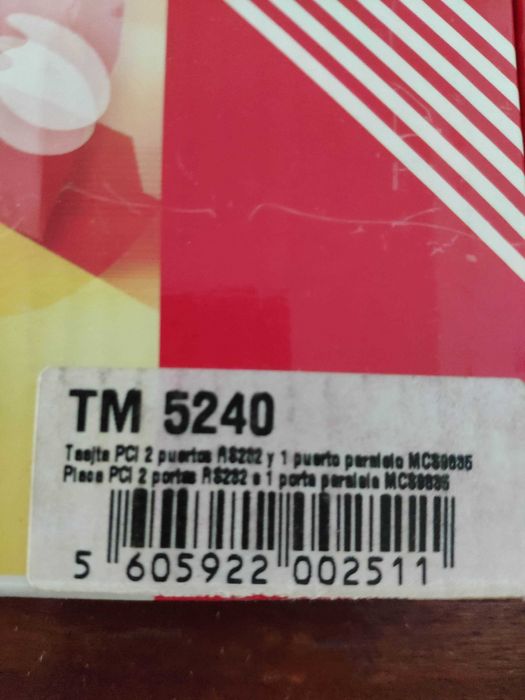 TM 5240
Tasjta PCI 2 puertos RS232 y 1 puerto paralelo MCS9835
Placa PCI 2 portas RS232 e 1 porta paralela MCS9835
5 605922 002511